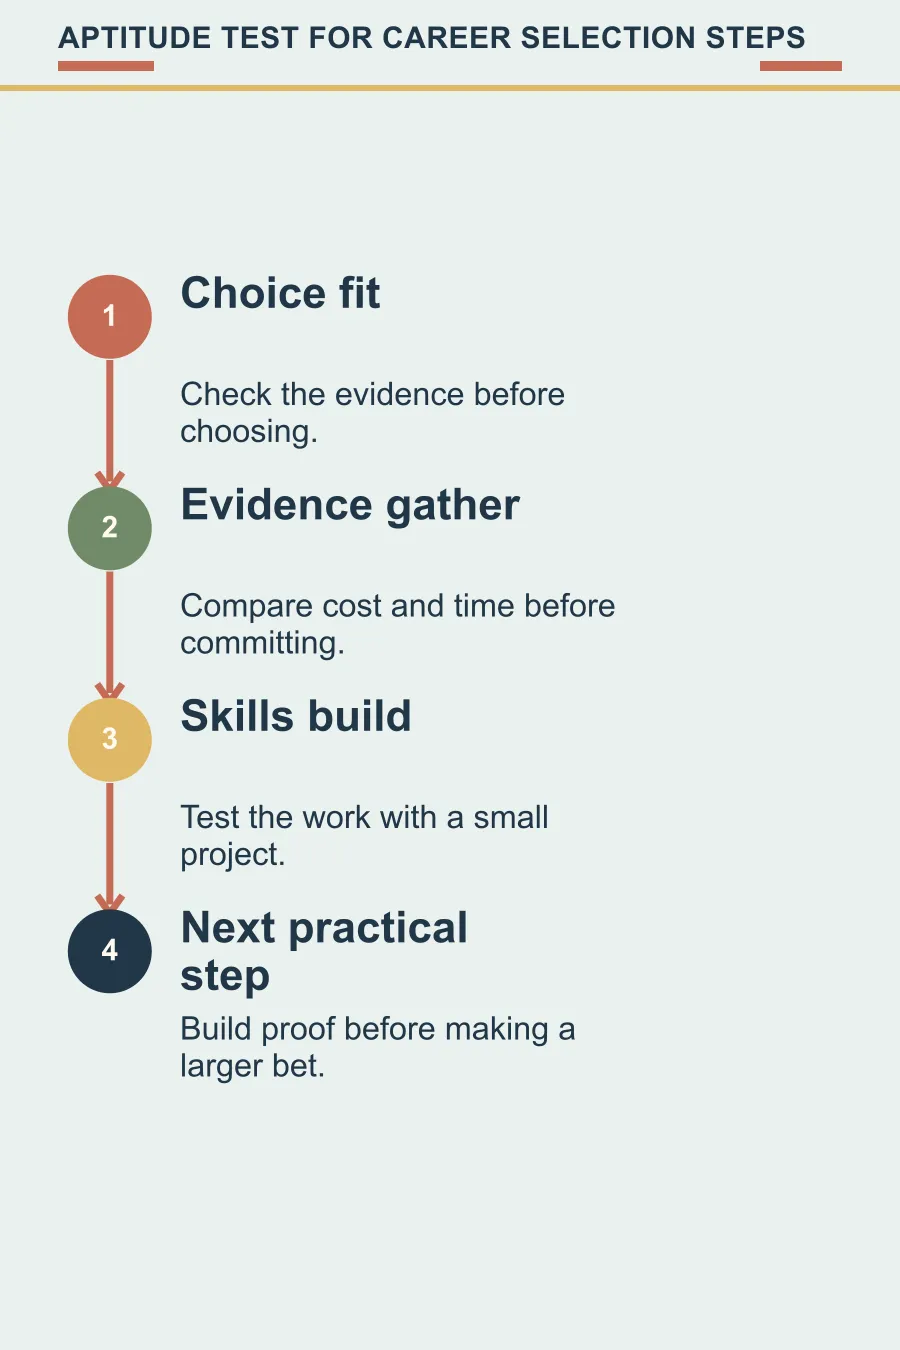 APTITUDE TEST FOR CAREER SELECTION STEPS
1
Choice fit
Check the evidence before
choosing.
2
Evidence gather
Compare cost and time before
committing.
3
Skills build
Test the work with a small
project.
4
Next practical
step
Build proof before making a
larger bet.